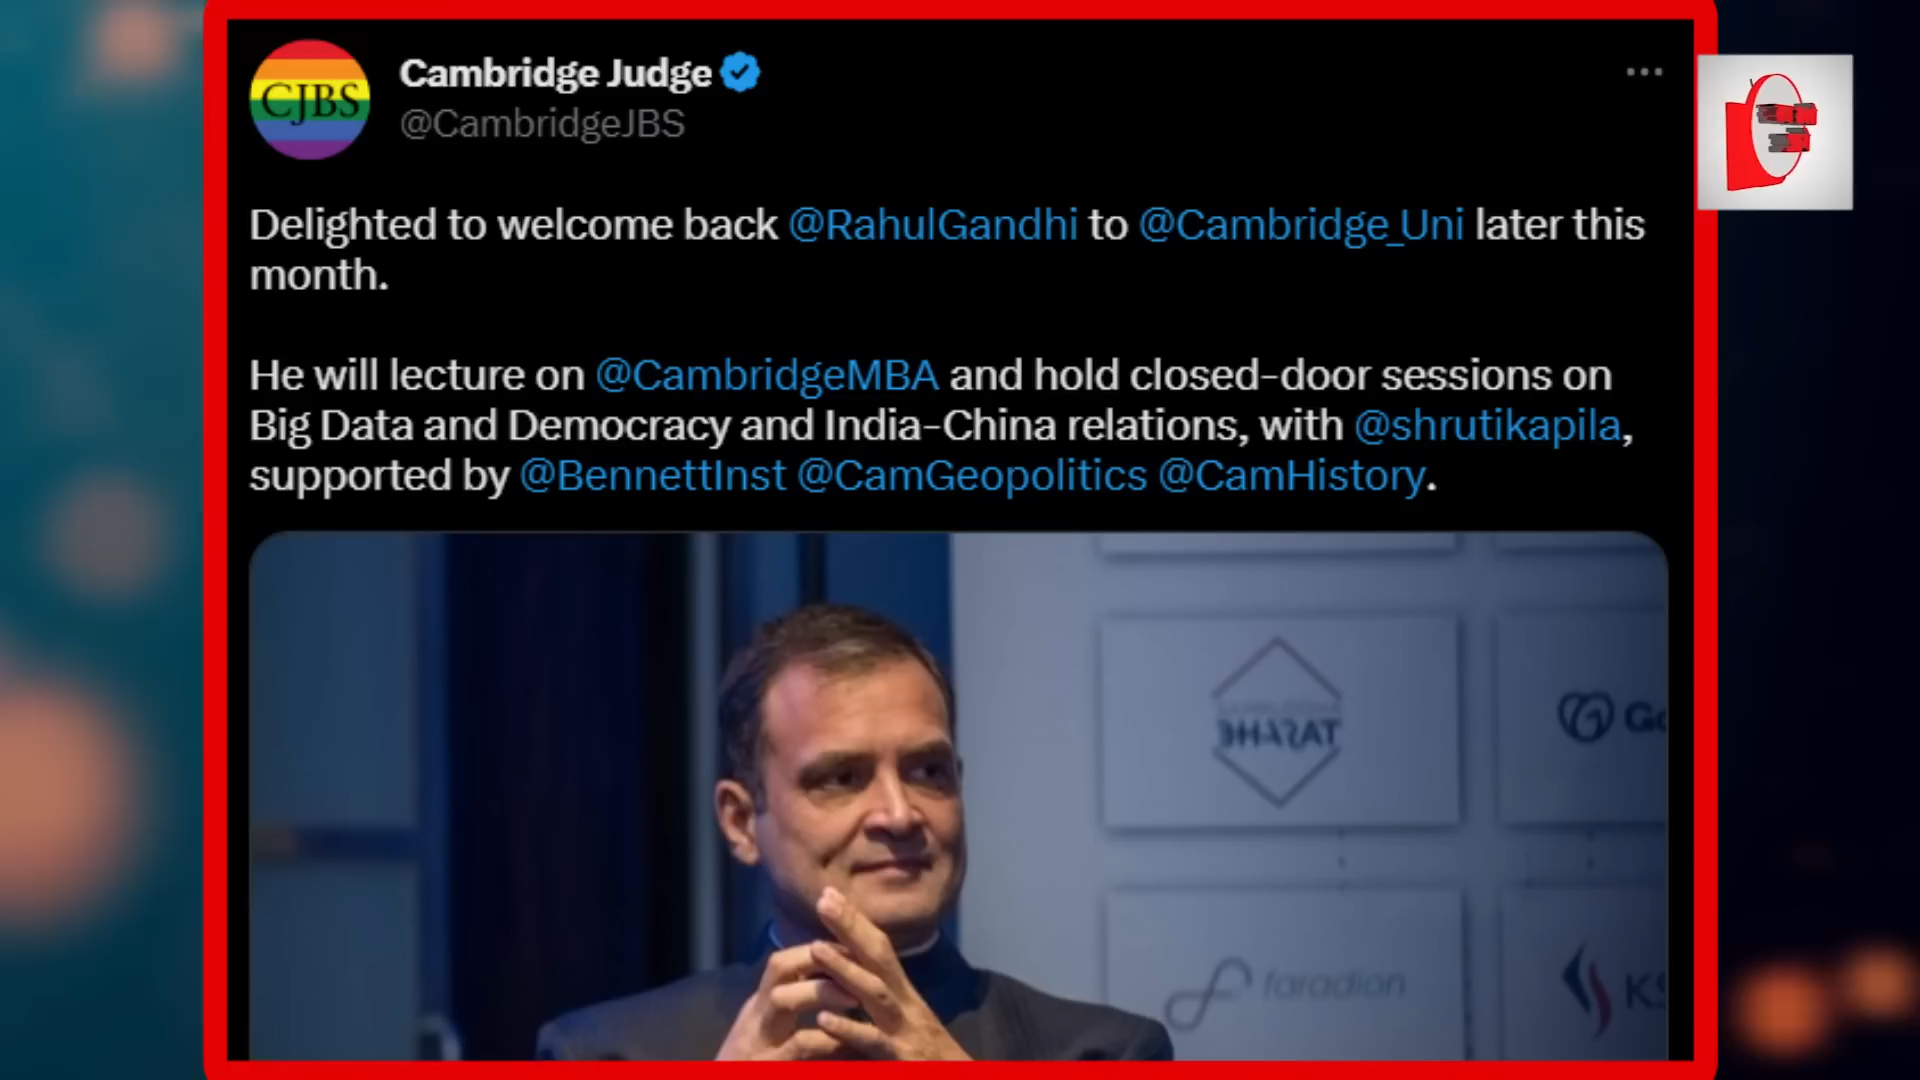 CJBS
Cambridge Judge
@CambridgeJBS
Delighted to welcome back @RahulGandhi to @Cambridge_Uni later this
month.
He will lecture on @CambridgeMBA and hold closed-door sessions on
Big Data and Democracy and India-China relations, with @shrutikapila,
supported by @BennettInst @CamGeopolitics @CamHistory.
faradion